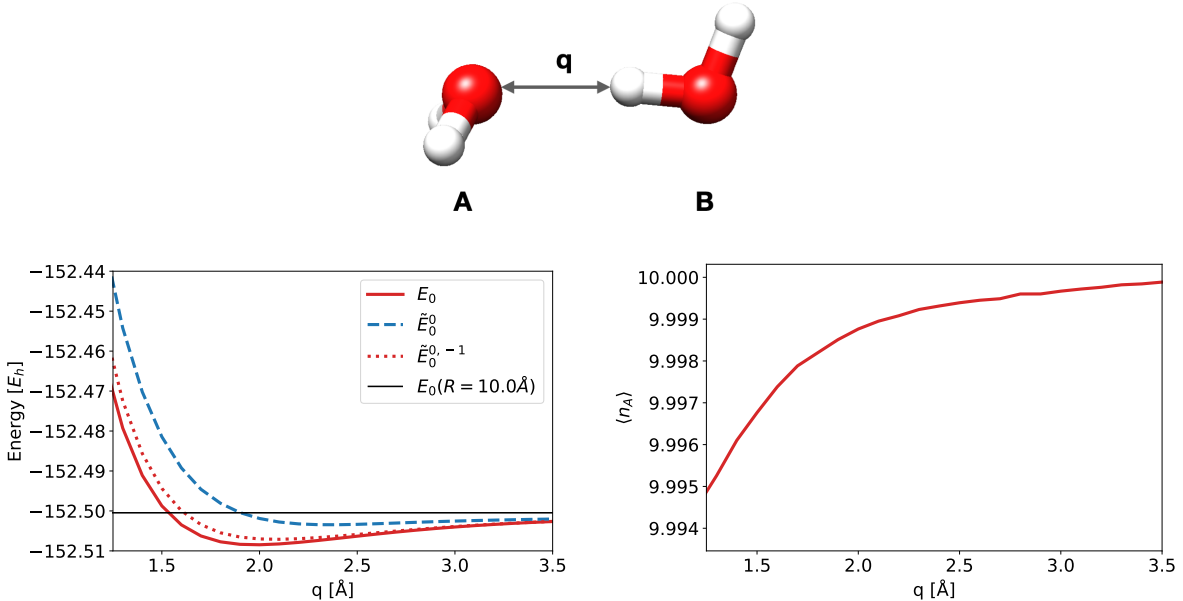 q
A
B
−152.44
−152.45
−152.46
−152.47
−152.48
−152.49
−152.50
−152.51
Energy [E_h]
1.5 2.0 2.5 3.0 3.5
q [Å]
E_0
Ẽ_0^0
Ẽ_0^{0, −1}
E_0(R = 10.0Å)
10.000
9.999
9.998
9.997
9.996
9.995
9.994
⟨n_A⟩
1.5 2.0 2.5 3.0 3.5
q [Å]